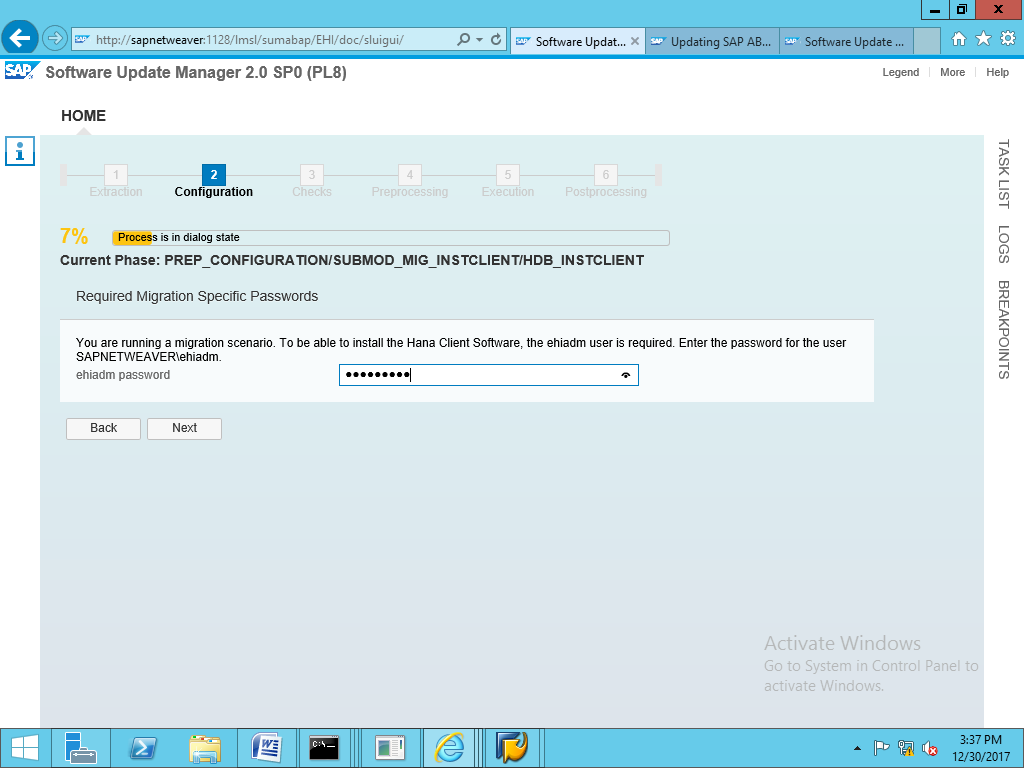 http://sapnetweaver:1128/lmsl/sumabap/EHI/doc/sluigui/
SAP Software Updat...
SAP Updating SAP AB...
SAP Software Update ...
SAP Software Update Manager 2.0 SP0 (PL8)
Legend More Help
HOME
1 2 3 4 5 6
Extraction Configuration Checks Preprocessing Execution Postprocessing
7% Process is in dialog state
Current Phase: PREP_CONFIGURATION/SUBMOD_MIG_INSTCLIENT/HDB_INSTCLIENT
Required Migration Specific Passwords
You are running a migration scenario. To be able to install the Hana Client Software, the ehiadm user is required. Enter the password for the user
SAPNETWEAVER\ehiadm.
ehiadm password
Back Next
TASK LIST
LOGS
BREAKPOINTS
Activate Windows
Go to System in Control Panel to
activate Windows.
3:37 PM
12/30/2017